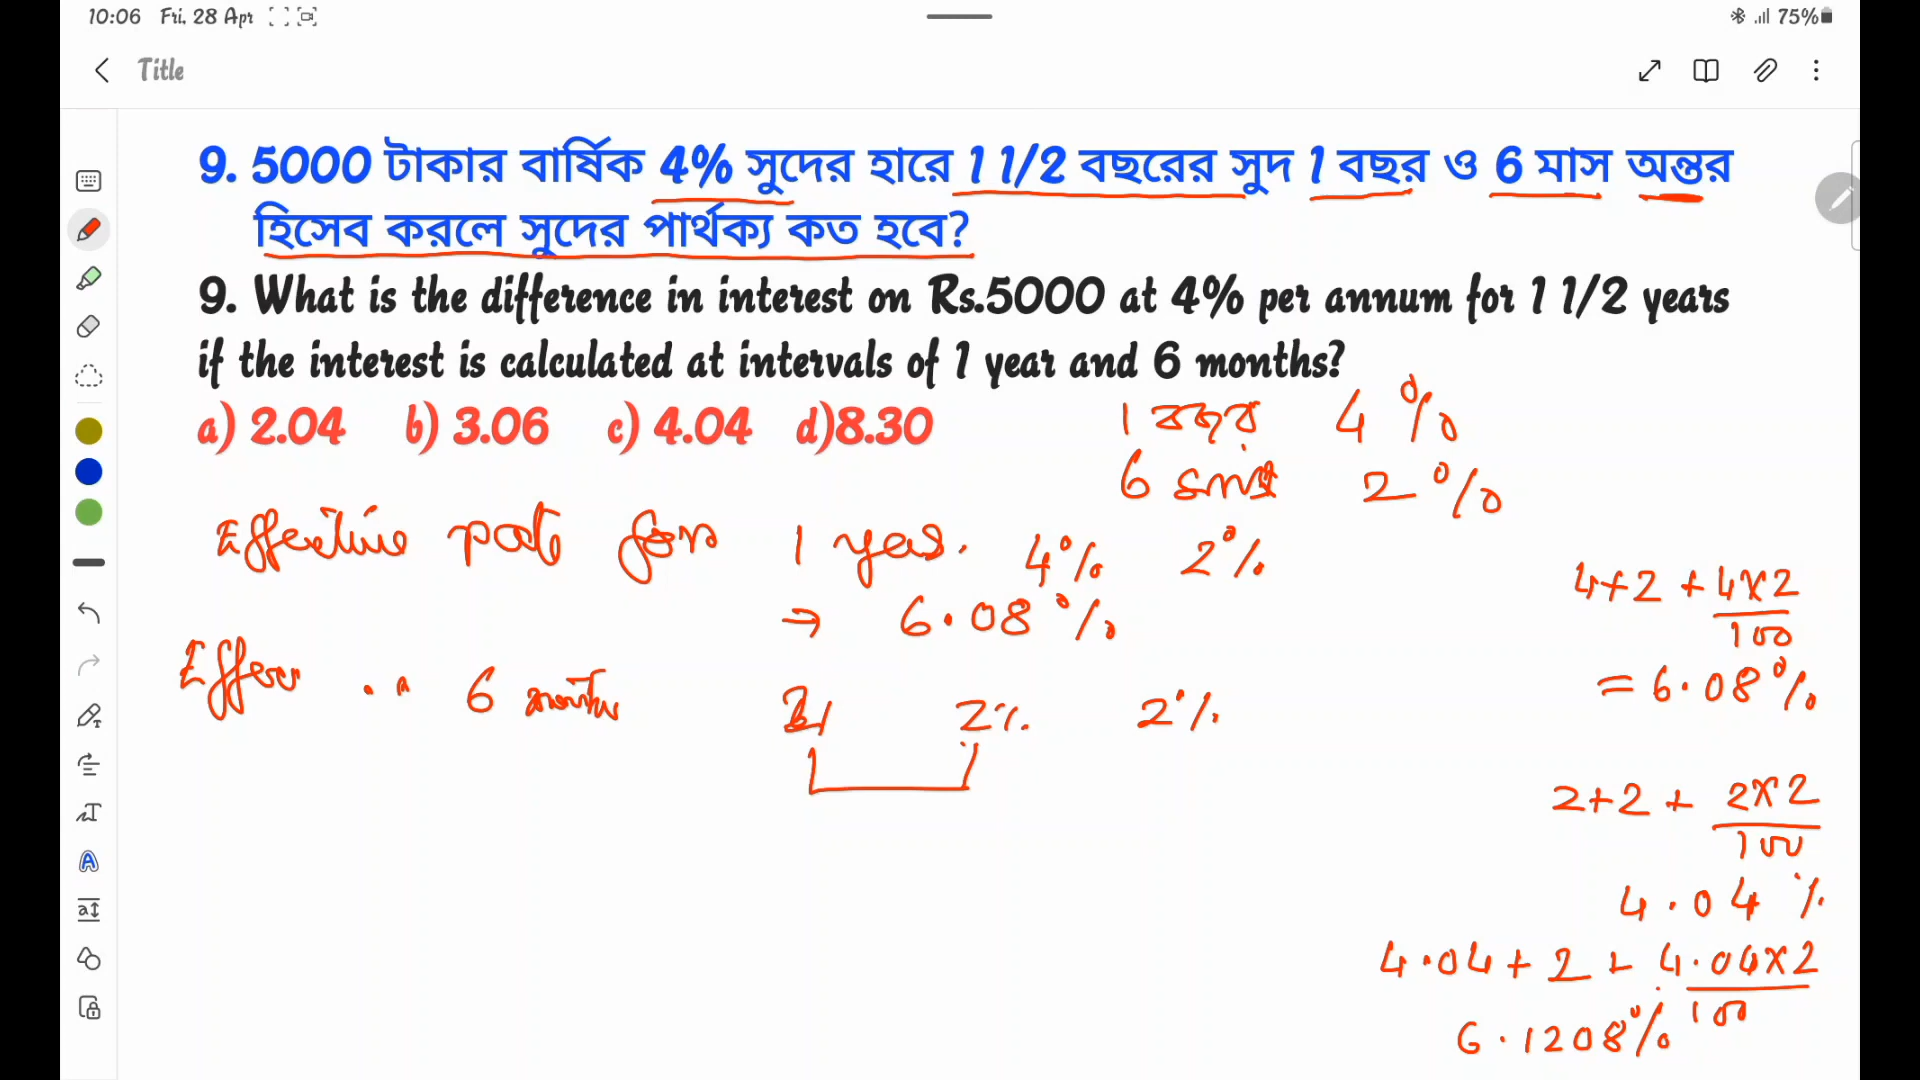 10:06 Fri, 28 Apr
75%
Title
9. 5000 টাকার বার্ষিক 4% সুদের হারে 1 1/2 বছরের সুদ 1 বছর ও 6 মাস অন্তর
হিসেব করলে সুদের পার্থক্য কত হবে?
9. What is the difference in interest on Rs.5000 at 4% per annum for 1 1/2 years
if the interest is calculated at intervals of 1 year and 6 months?
a) 2.04 b) 3.06 c) 4.04 d)8.30
1 বছর 4%
6 মাস 2%
for 1 4% 2%
→ 6.08%
4+2 + 4×2/100
= 6.08%
6 2% 2%
2+2 + 2×2/100
4.04 %
4.04 + 2 + 4.04×2/100
6.1208%